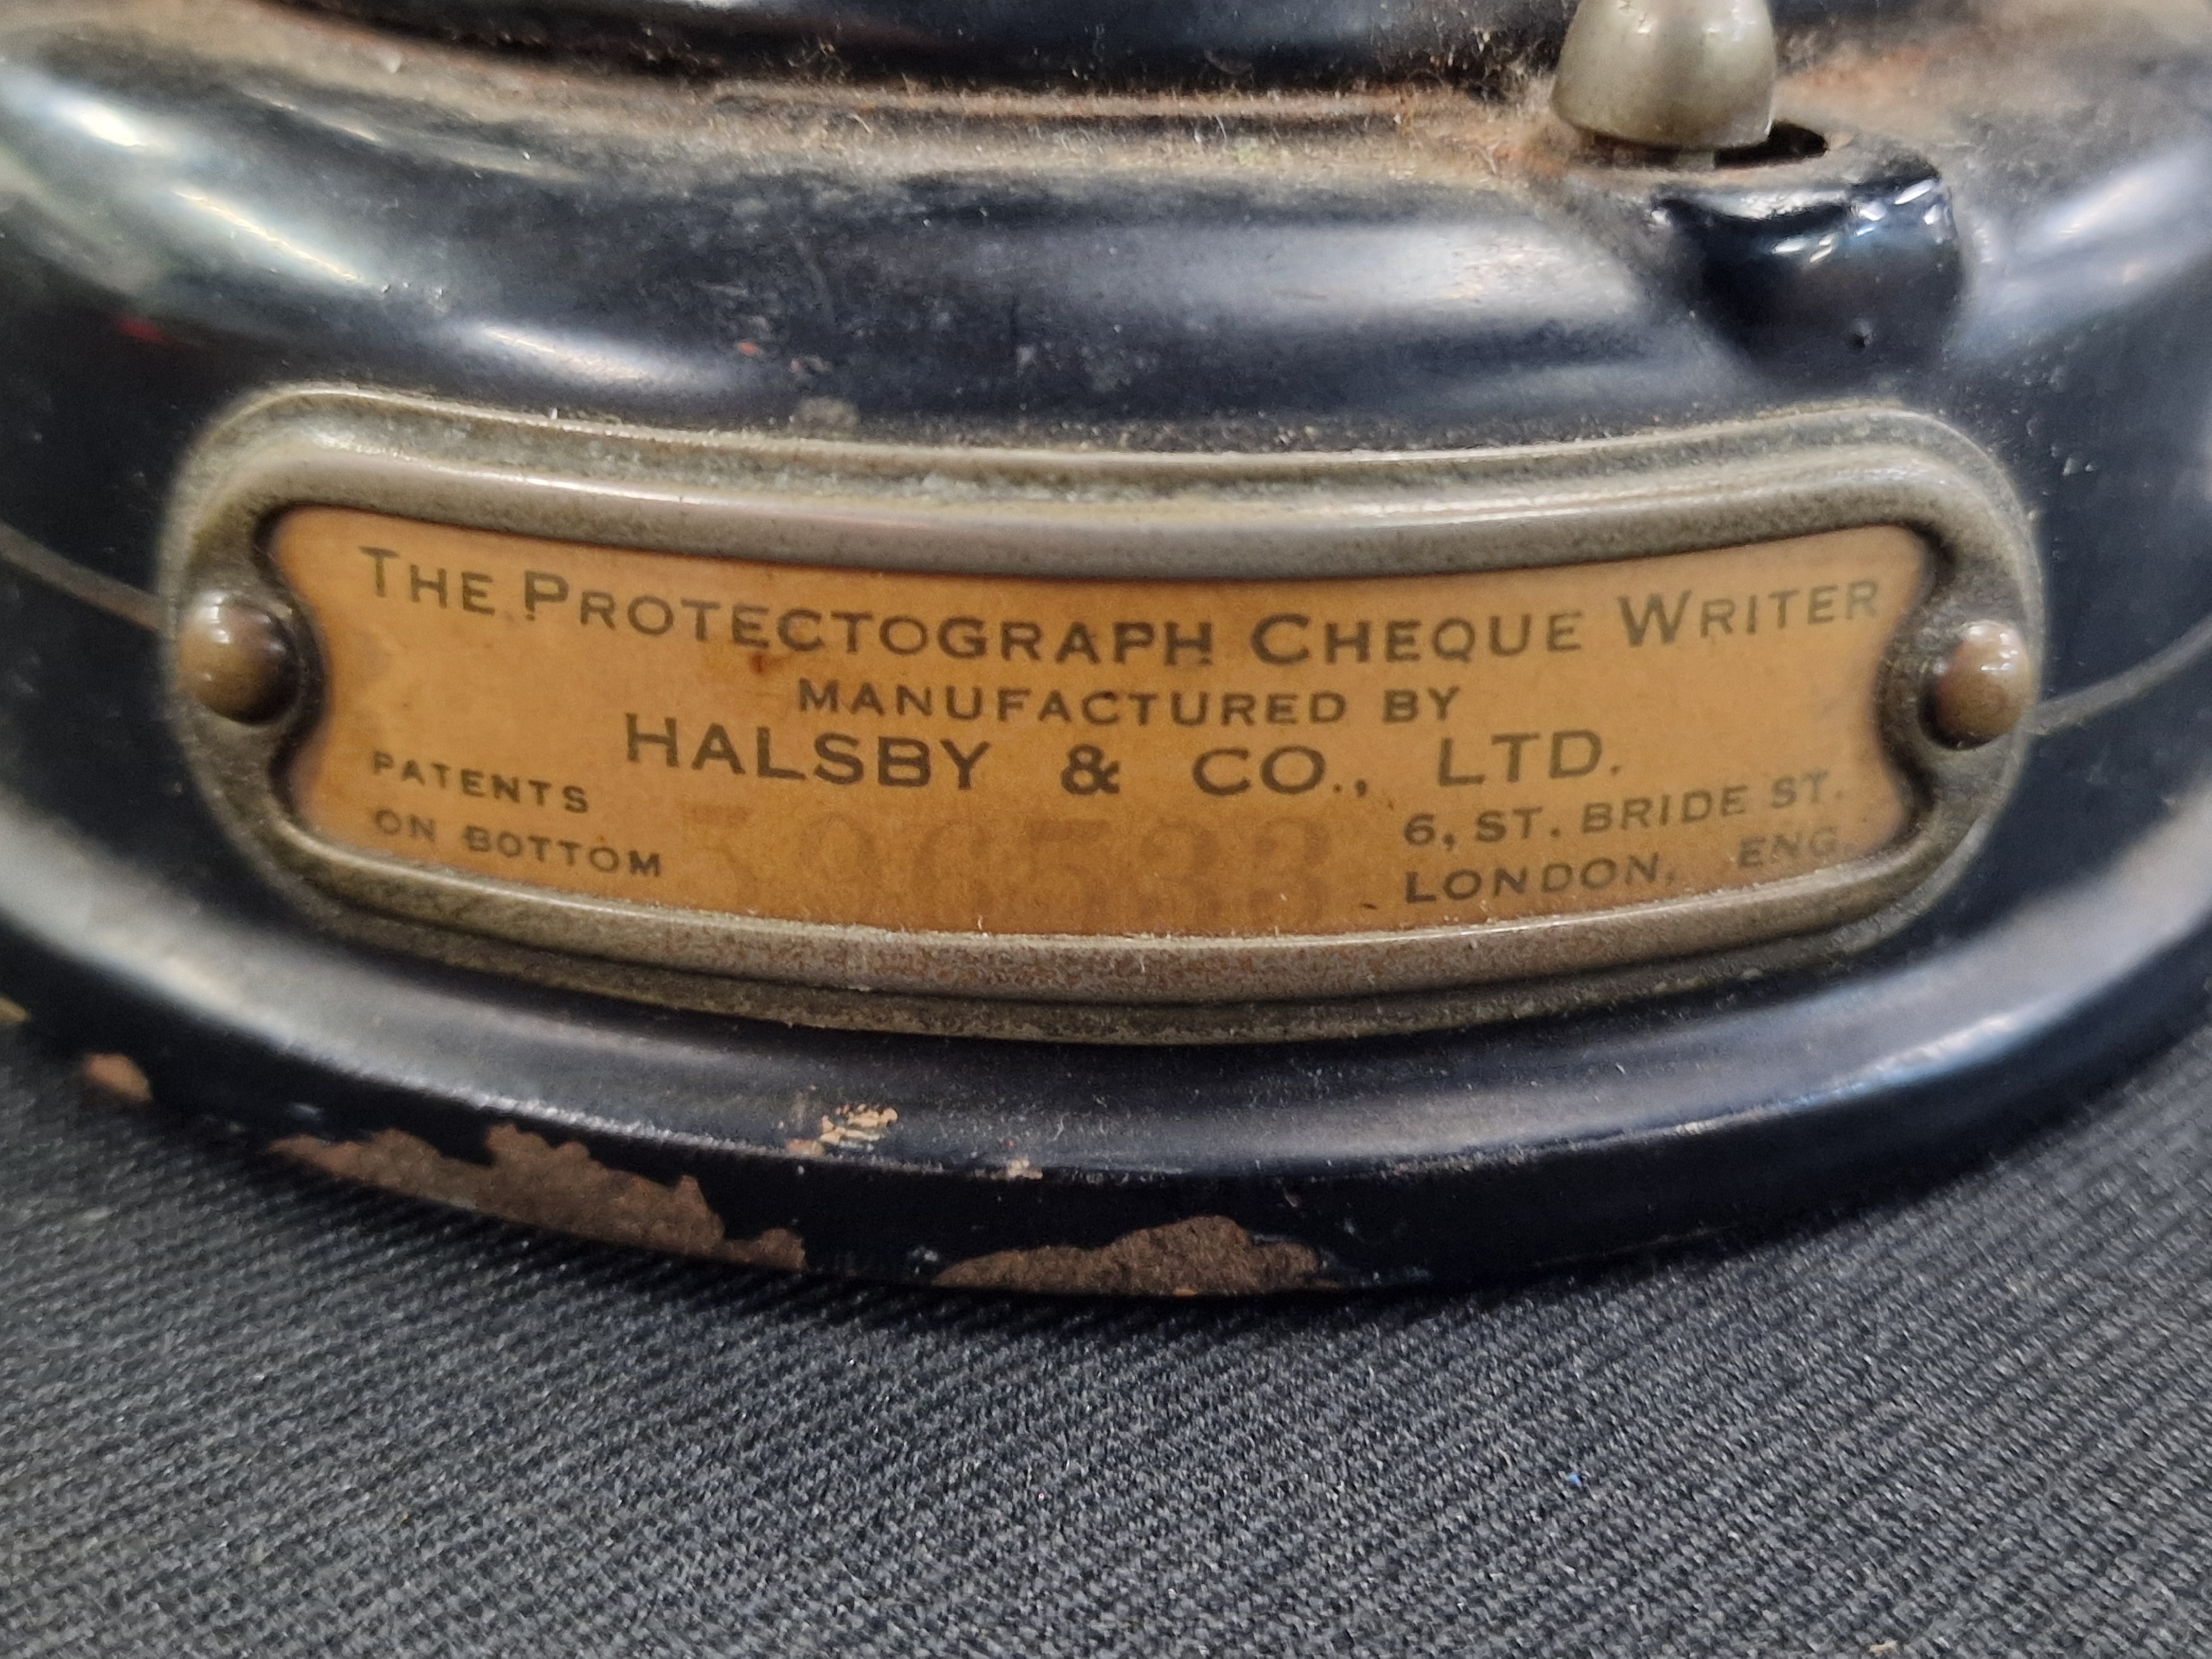 THE PROTECTOGRAPH CHEQUE WRITER
MANUFACTURED BY
HALSBY & CO., LTD.
PATENTS
ON BOTTOM
6, ST. BRIDE ST.
LONDON, ENG.